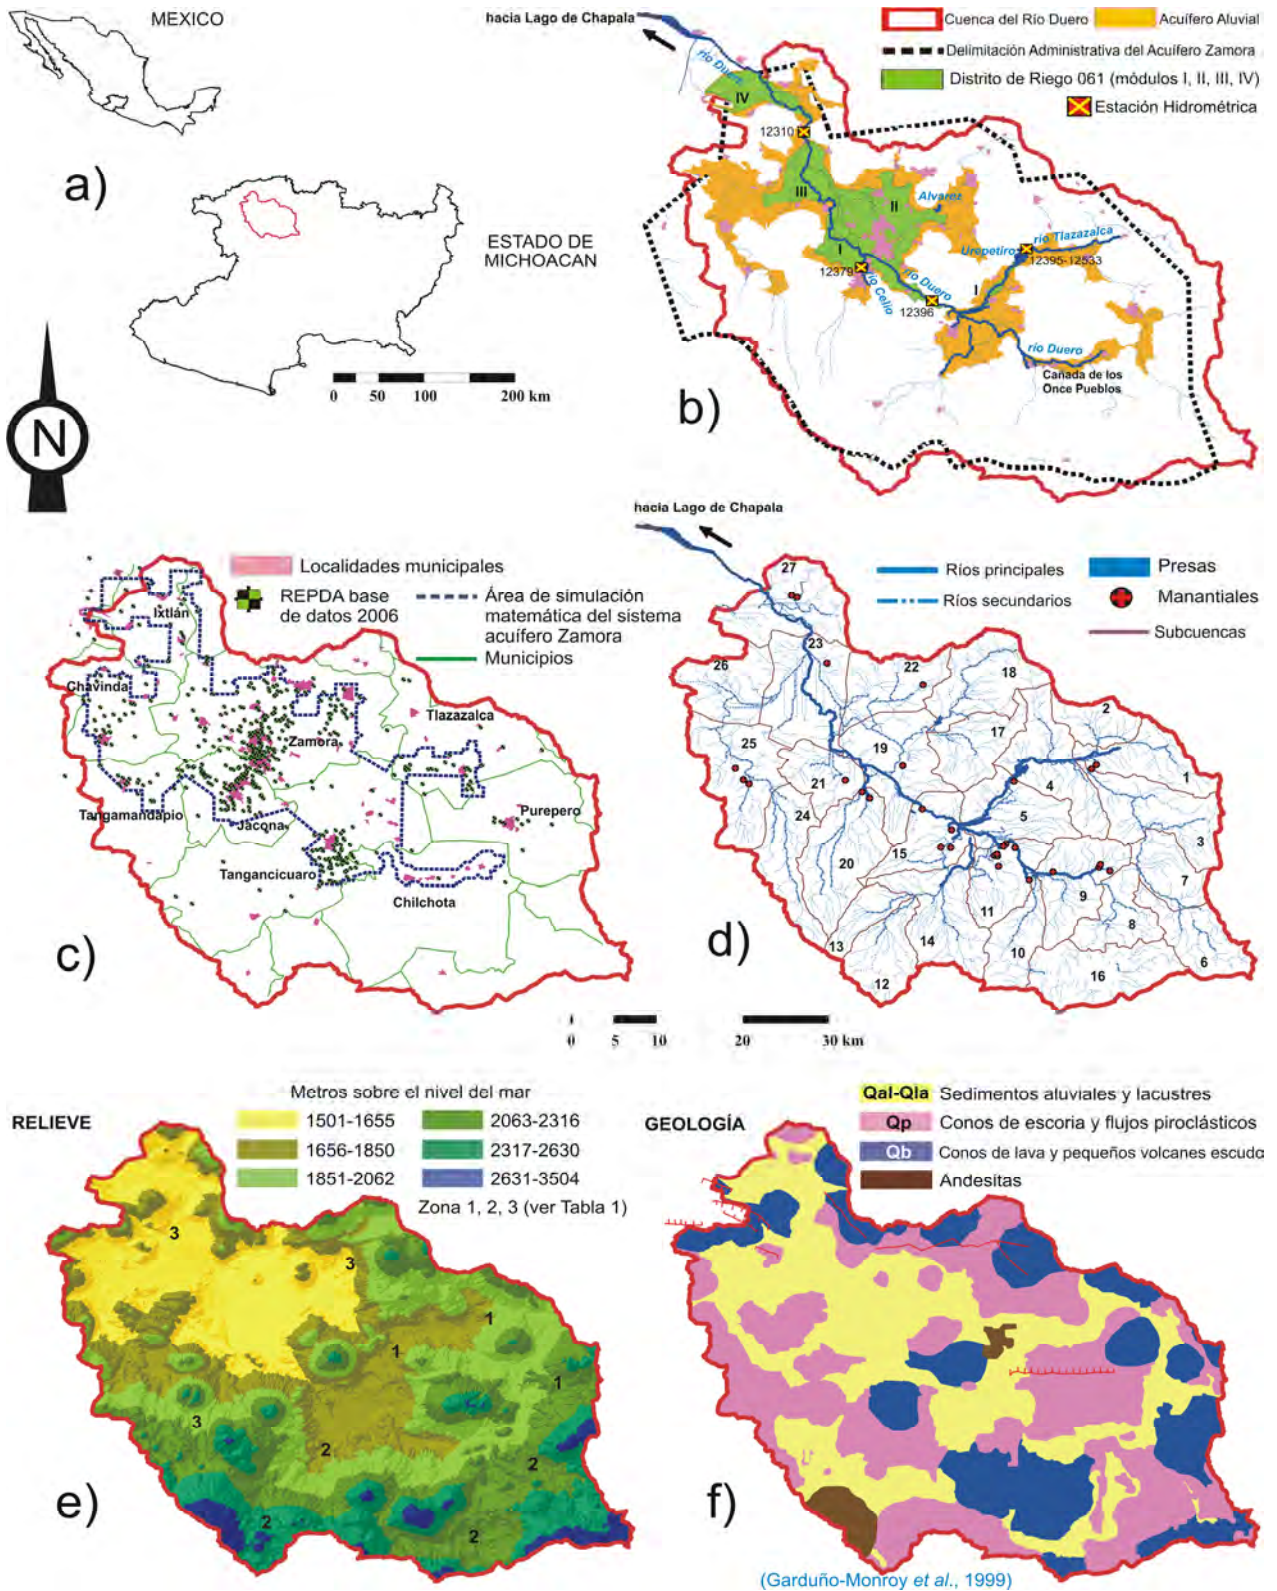 MEXICO
a)
ESTADO DE
MICHOACAN
0 50 100 200 km
N
hacia Lago de Chapala
Cuenca del Río Duero
Acuífero Aluvial
Delimitación Administrativa del Acuífero Zamora
Distrito de Riego 061 (módulos I, II, III, IV)
Estación Hidrométrica
río Duero
IV
12310
III
II
Alvarez
I
12379
río Celio
río Duero
12396
Uropetiro
río Tlazazalca
12395-12533
I
río Duero
Cañada de los
Once Pueblos
b)
Localidades municipales
REPDA base
de datos 2006
Área de simulación
matemática del sistema
acuífero Zamora
Municipios
Ixtlán
Chavinda
Tlazazalca
Zamora
Tangamandapio
Jacona
Purepero
Tangancicuaro
Chilchota
c)
hacia Lago de Chapala
Ríos principales
Presas
Ríos secundarios
Manantiales
Subcuencas
27
23
26
22
18
2
17
25
19
1
21
4
24
5
3
20
15
7
9
11
8
13
14
10
6
12
16
d)
0 5 10 20 30 km
RELIEVE
Metros sobre el nivel del mar
1501-1655
2063-2316
1656-1850
2317-2630
1851-2062
2631-3504
Zona 1, 2, 3 (ver Tabla 1)
3
3
1
1
1
3
2
2
2
2
e)
GEOLOGÍA
Qal-Qla
Sedimentos aluviales y lacustres
Qp
Conos de escoria y flujos piroclásticos
Qb
Conos de lava y pequeños volcanes escudo
Andesitas
f)
(Garduño-Monroy et al., 1999)